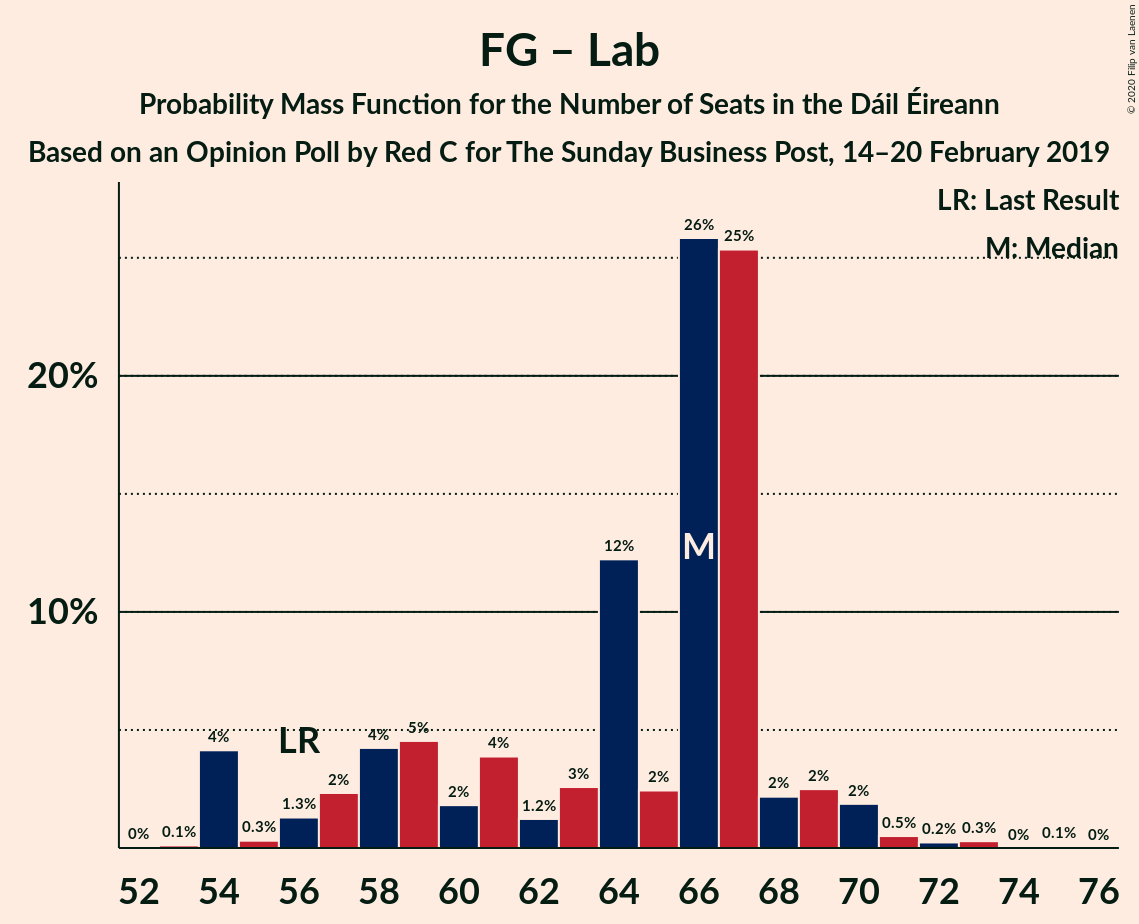 FG – Lab
Probability Mass Function for the Number of Seats in the Dáil Éireann
Based on an Opinion Poll by Red C for The Sunday Business Post, 14–20 February 2019
© 2020 Filip van Laenen
LR: Last Result
M: Median
20%
10%
0% 0.1% 4% 0.3% 1.3% 2% 4% 5% 2% 4% 1.2% 3% 12% 2% 26% 25% 2% 2% 2% 0.5% 0.2% 0.3% 0% 0.1% 0%
LR
M
52 54 56 58 60 62 64 66 68 70 72 74 76